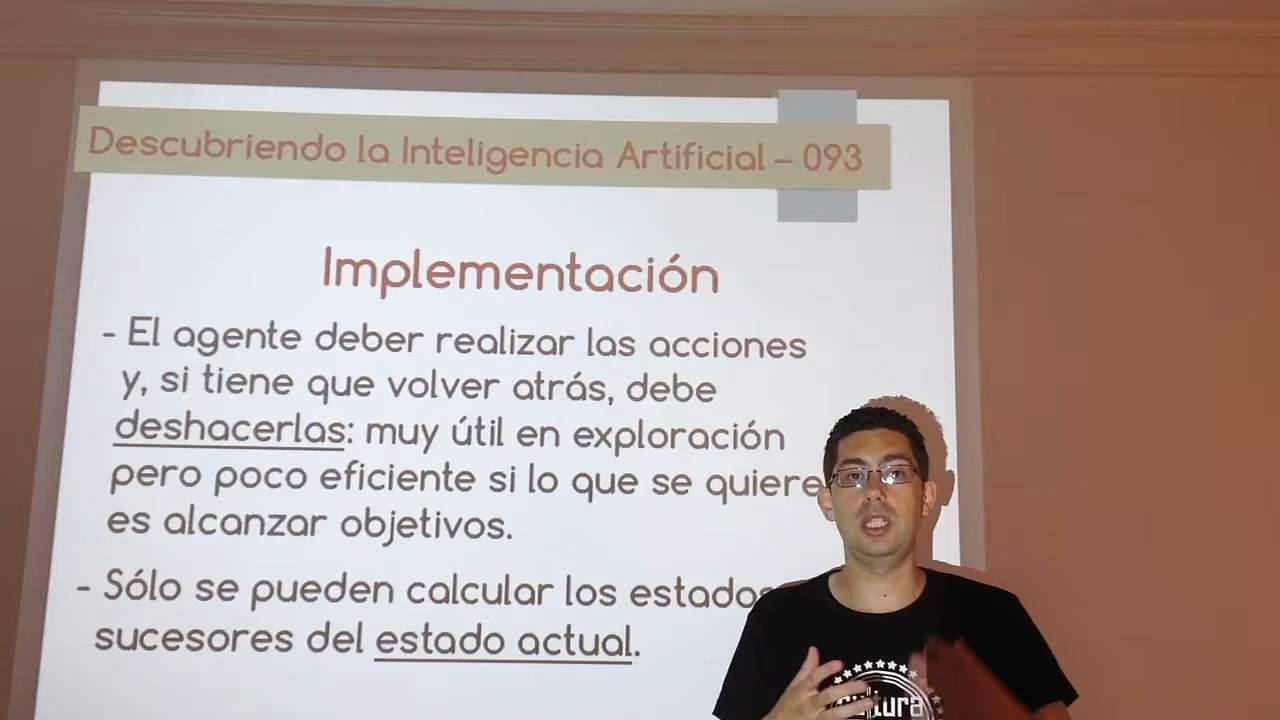 Descubriendo la Inteligencia Artificial – 093
Implementación
- El agente deber realizar las acciones
y, si tiene que volver atrás, debe
deshacerlas: muy útil en exploración
pero poco eficiente si lo que se quiere
es alcanzar objetivos.
- Sólo se pueden calcular los estados
sucesores del estado actual.